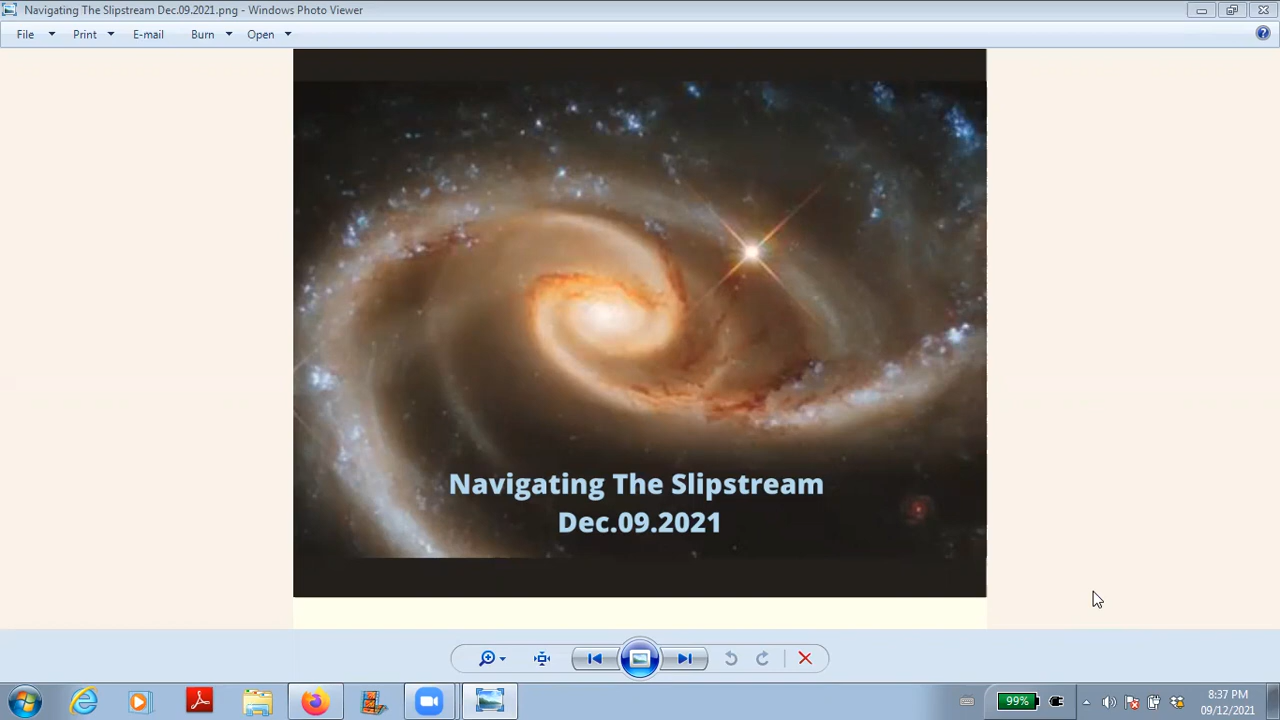 Navigating The Slipstream Dec.09.2021.png - Windows Photo Viewer
File Print E-mail Burn Open
Navigating The Slipstream
Dec.09.2021
99%
8:37 PM
09/12/2021